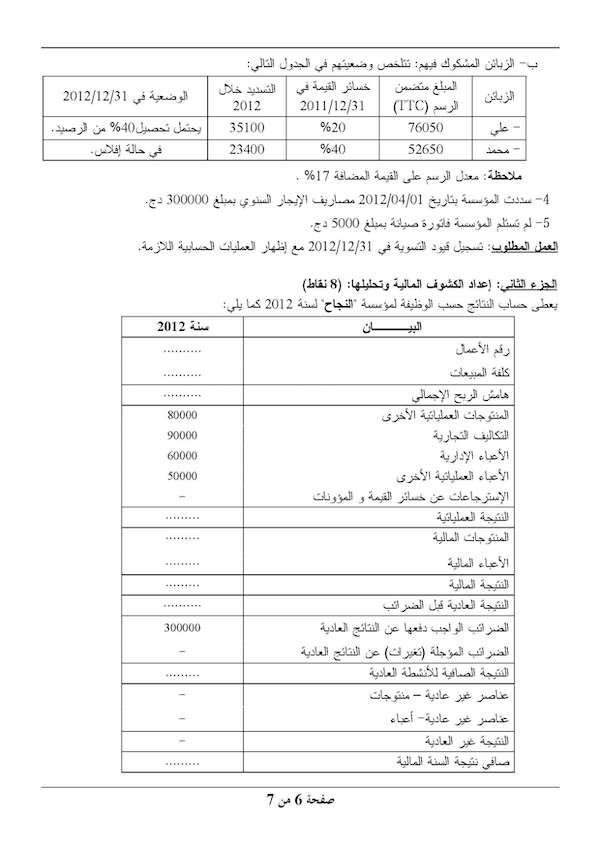 ب- الزبائن المشكوك فيهم: تتلخص وضعيتهم في الجدول التالي:
الزبائن	المبلغ متضمن الرسم (TTC)	خسائر القيمة في 2011/12/31	التسديد خلال 2012	الوضعية في 2012/12/31
- علي	76050	%20	35100	يحتمل تحصيل 40% من الرصيد.
- محمد	52650	%40	23400	في حالة إفلاس.
ملاحظة: معدل الرسم على القيمة المضافة 17% .
4- سددت المؤسسة بتاريخ 2012/04/01 مصاريف الإيجار السنوي بمبلغ 300000 دج.
5- لم تستلم المؤسسة فاتورة صيانة بمبلغ 5000 دج.
العمل المطلوب: تسجيل قيود التسوية في 2012/12/31 مع إظهار العمليات الحسابية اللازمة.
الجزء الثاني: إعداد الكشوف المالية وتحليلها: (8 نقاط)
يعطى حساب النتائج حسب الوظيفة لمؤسسة "النجاح" لسنة 2012 كما يلي:
البيـــــــــان	سنة 2012
رقم الأعمال	..........
كلفة المبيعات	..........
هامش الربح الإجمالي	..........
المنتوجات العملياتية الأخرى	80000
التكاليف التجارية	90000
الأعباء الإدارية	60000
الأعباء العملياتية الأخرى	50000
الإسترجاعات عن خسائر القيمة و المؤونات	-
النتيجة العملياتية	.........
المنتوجات المالية	.........
الأعباء المالية	.........
النتيجة المالية	.........
النتيجة العادية قبل الضرائب	..........
الضرائب الواجب دفعها عن النتائج العادية	300000
الضرائب المؤجلة (تغيرات) عن النتائج العادية	-
النتيجة الصافية للأنشطة العادية	.........
عناصر غير عادية - منتوجات	-
عناصر غير عادية- أعباء	-
النتيجة غير العادية	-
صافي نتيجة السنة المالية	.........
صفحة 6 من 7